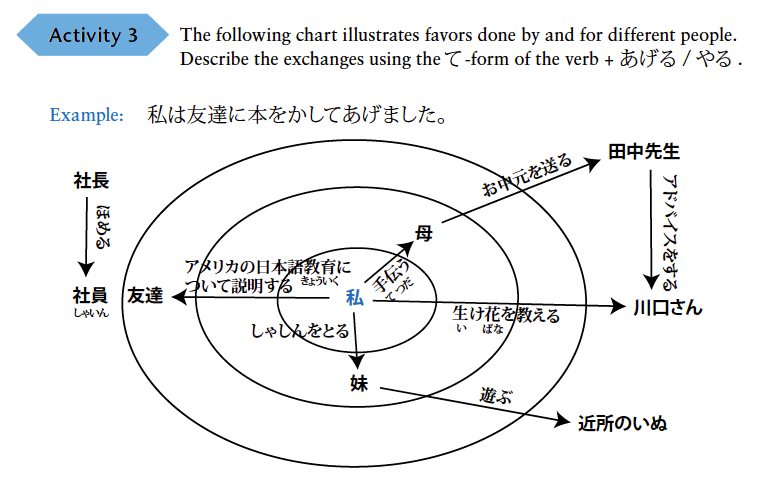 Activity 3
The following chart illustrates favors done by and for different people.
Describe the exchanges using the て-form of the verb + あげる / やる.
Example: 私は友達に本をかしてあげました。
田中先生
お中元を送る
社長
ほめる
アドバイスをする
母
手伝う
てつだ
アメリカの日本語教育に
きょういく
ついて説明する
社員
しゃいん
友達
私
川口さん
生け花を教える
い ばな
しゃしんをとる
妹
遊ぶ
近所のいぬ